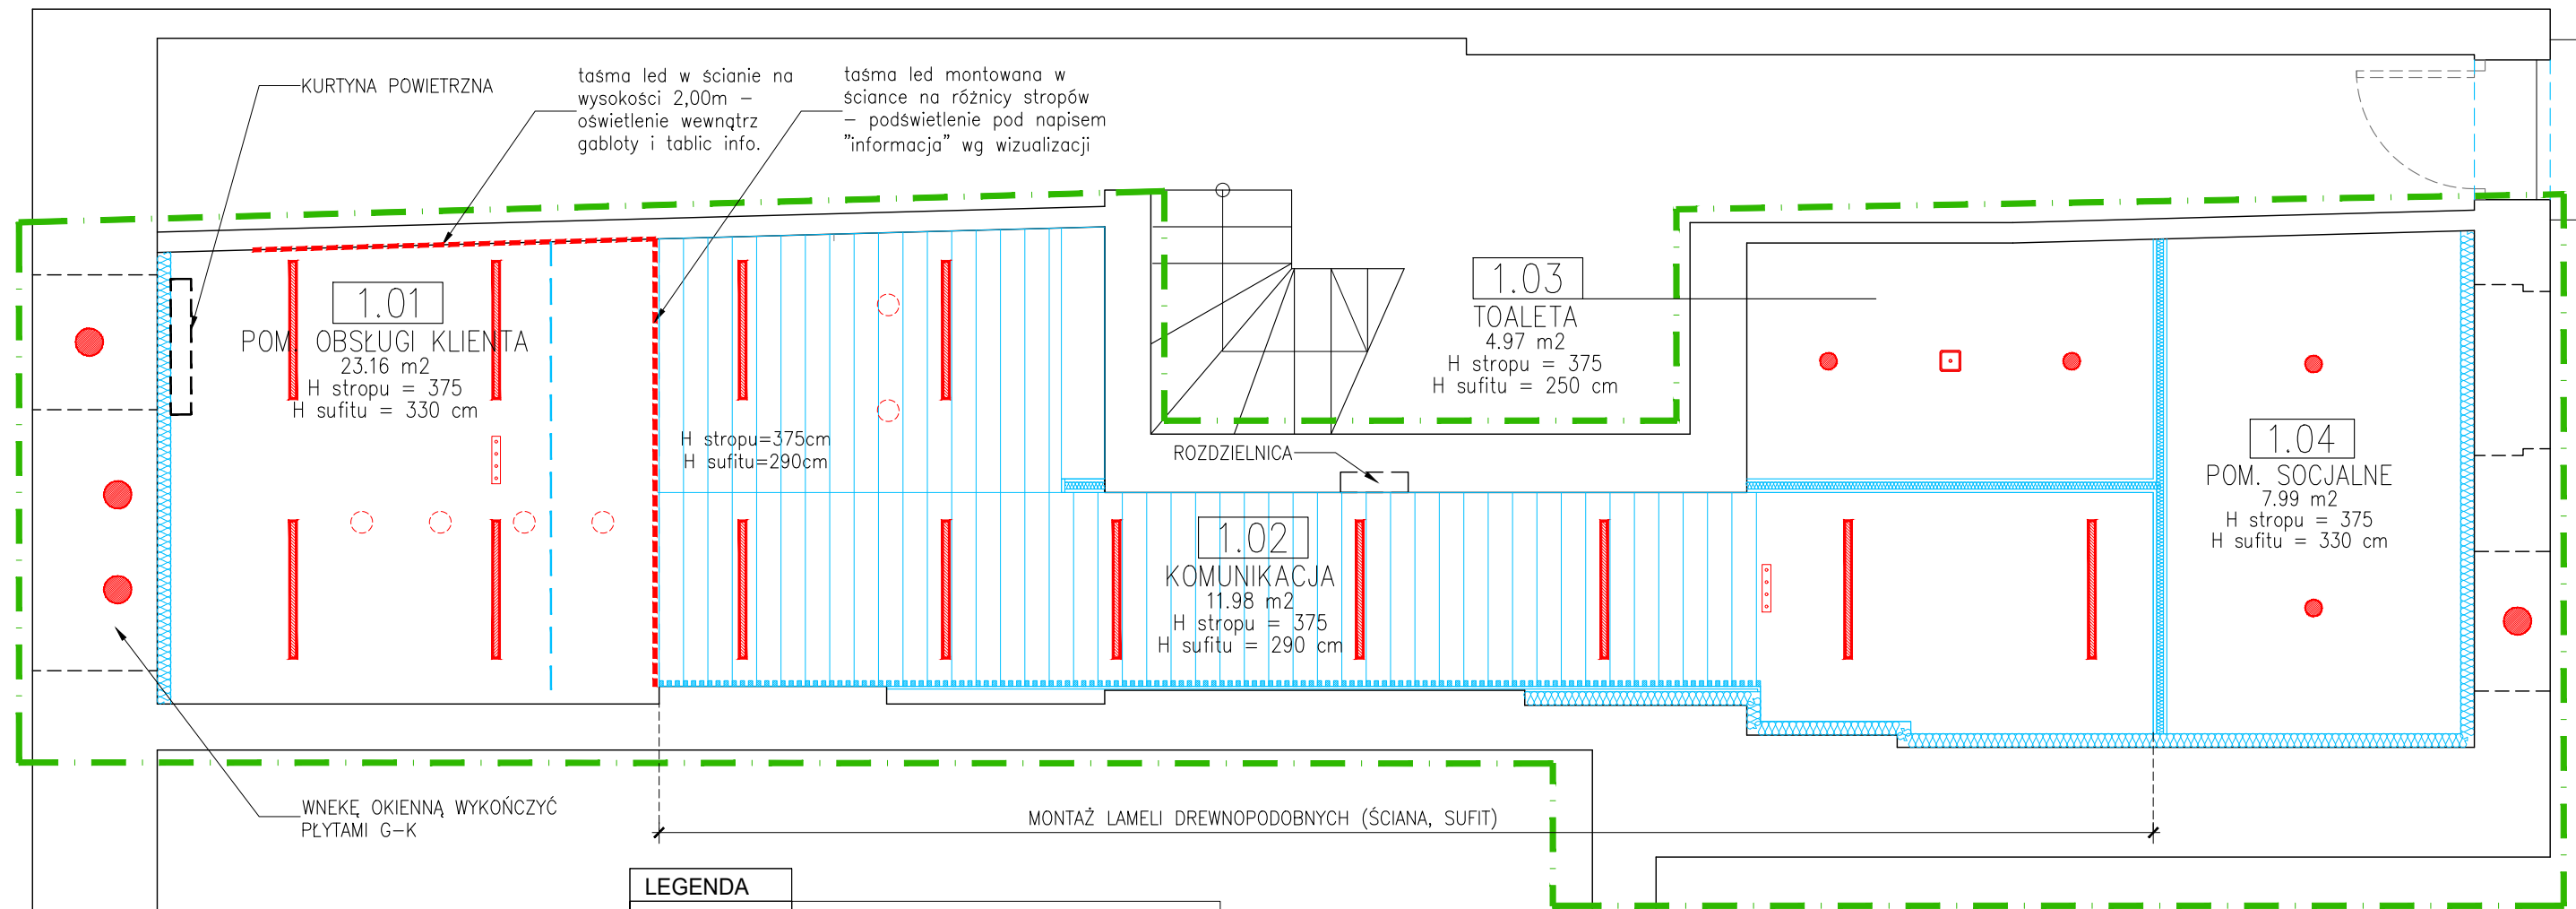 KURTYNA POWIETRZNA
taśma led w ścianie na
wysokości 2,00m –
oświetlenie wewnątrz
gabloty i tablic info.
taśma led montowana w
ściance na różnicy stropów
– podświetlenie pod napisem
"informacja" wg wizualizacji
1.01
POM. OBSŁUGI KLIENTA
23.16 m2
H stropu = 375
H sufitu = 330 cm
H stropu=375cm
H sufitu=290cm
1.03
TOALETA
4.97 m2
H stropu = 375
H sufitu = 250 cm
ROZDZIELNICA
1.02
KOMUNIKACJA
11.98 m2
H stropu = 375
H sufitu = 290 cm
1.04
POM. SOCJALNE
7.99 m2
H stropu = 375
H sufitu = 330 cm
WNEKĘ OKIENNĄ WYKOŃCZYĆ
PŁYTAMI G–K
MONTAŻ LAMELI DREWNOPODOBNYCH (ŚCIANA, SUFIT)
LEGENDA